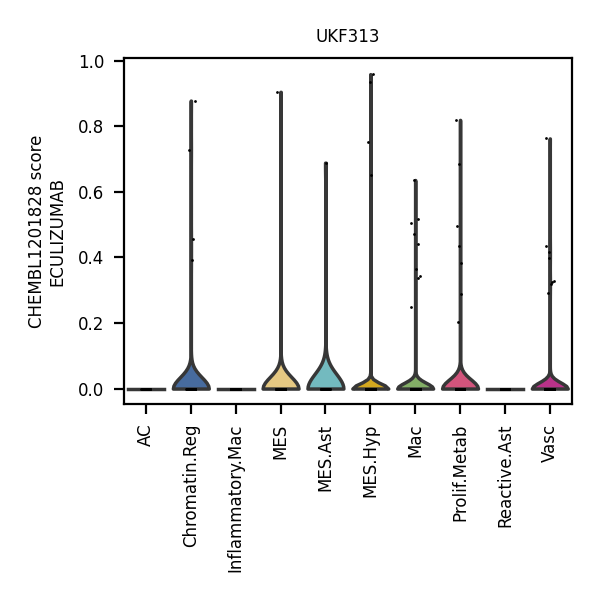 UKF313
CHEMBL1201828 score
ECULIZUMAB
1.0
0.8
0.6
0.4
0.2
0.0
AC
Chromatin.Reg
Inflammatory.Mac
MES
MES.Ast
MES.Hyp
Mac
Prolif.Metab
Reactive.Ast
Vasc